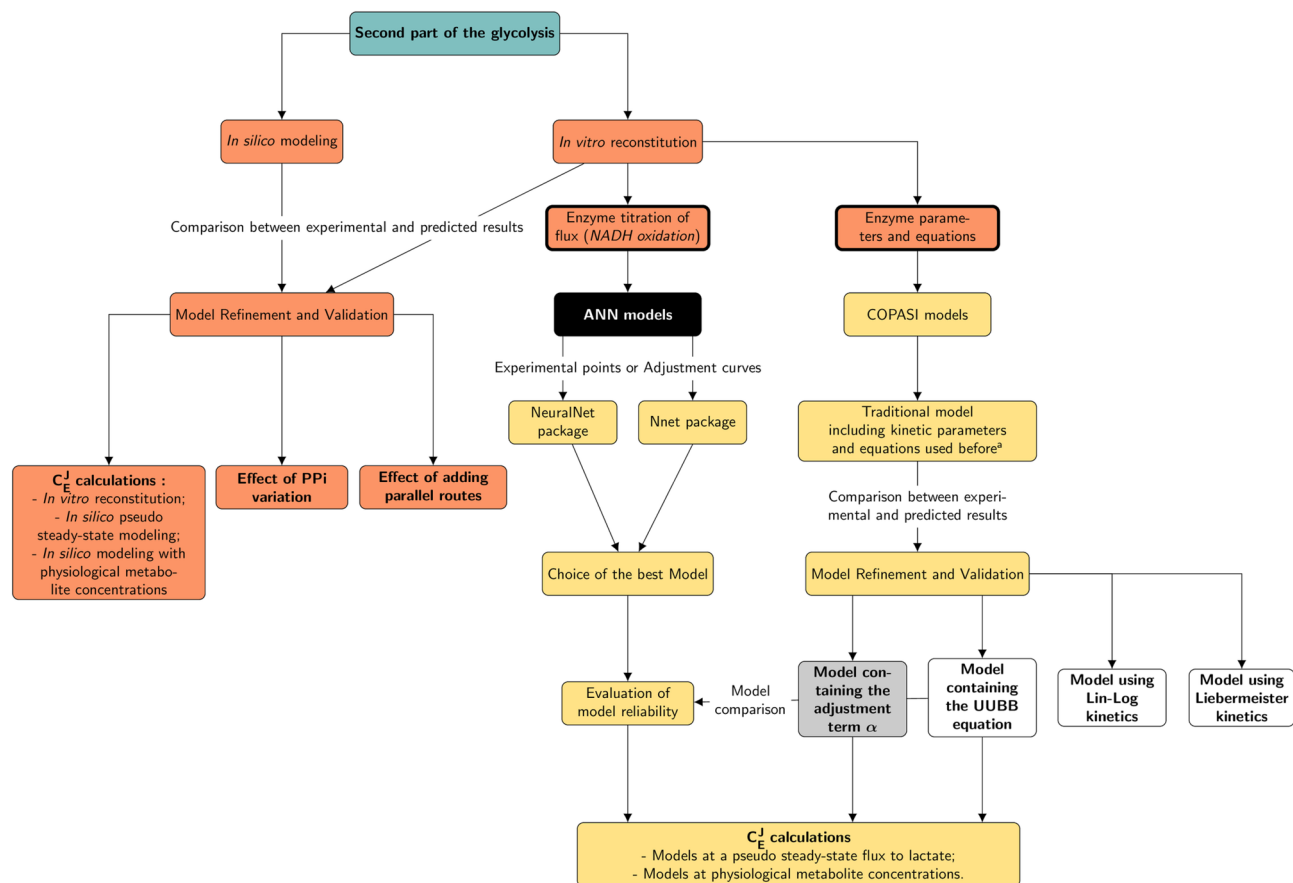 Second part of the glycolysis
In silico modeling
In vitro reconstitution
Comparison between experimental and predicted results
Enzyme titration of
flux (NADH oxidation)
Enzyme parame-
ters and equations
Model Refinement and Validation
ANN models
COPASI models
Experimental points or Adjustment curves
NeuralNet
package
Nnet package
Traditional model
including kinetic parameters
and equations used before^a
C_E^J calculations :
- In vitro reconstitution;
- In silico pseudo
steady-state modeling;
- In silico modeling with
physiological metabo-
lite concentrations
Effect of PPi
variation
Effect of adding
parallel routes
Comparison between experi-
mental and predicted results
Choice of the best Model
Model Refinement and Validation
Evaluation of
model reliability
Model
comparison
Model con-
taining the
adjustment
term α
Model
containing
the UUBB
equation
Model using
Lin-Log
kinetics
Model using
Liebermeister
kinetics
C_E^J calculations
- Models at a pseudo steady-state flux to lactate;
- Models at physiological metabolite concentrations.